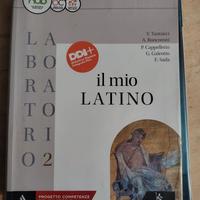 LABORATORIO 2
DDI+
V. Tantucci
A. Roncoroni
P. Cappelletto
G. Galeotto
E. Sada
il mio
LATINO
PROGETTO COMPETENZE